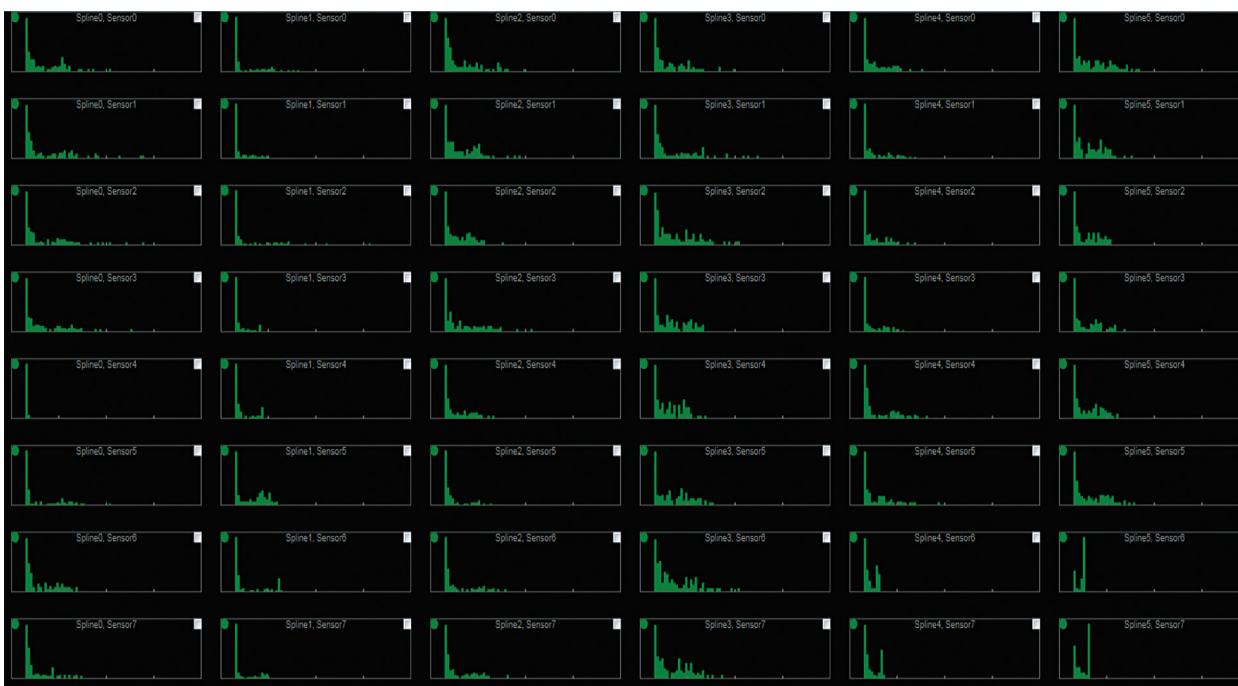 Spline0, Sensor0 Spline1, Sensor0 Spline2, Sensor0 Spline3, Sensor0 Spline4, Sensor0 Spline5, Sensor0
Spline0, Sensor1 Spline1, Sensor1 Spline2, Sensor1 Spline3, Sensor1 Spline4, Sensor1 Spline5, Sensor1
Spline0, Sensor2 Spline1, Sensor2 Spline2, Sensor2 Spline3, Sensor2 Spline4, Sensor2 Spline5, Sensor2
Spline0, Sensor3 Spline1, Sensor3 Spline2, Sensor3 Spline3, Sensor3 Spline4, Sensor3 Spline5, Sensor3
Spline0, Sensor4 Spline1, Sensor4 Spline2, Sensor4 Spline3, Sensor4 Spline4, Sensor4 Spline5, Sensor4
Spline0, Sensor5 Spline1, Sensor5 Spline2, Sensor5 Spline3, Sensor5 Spline4, Sensor5 Spline5, Sensor5
Spline0, Sensor6 Spline1, Sensor6 Spline2, Sensor6 Spline3, Sensor6 Spline4, Sensor6 Spline5, Sensor6
Spline0, Sensor7 Spline1, Sensor7 Spline2, Sensor7 Spline3, Sensor7 Spline4, Sensor7 Spline5, Sensor7